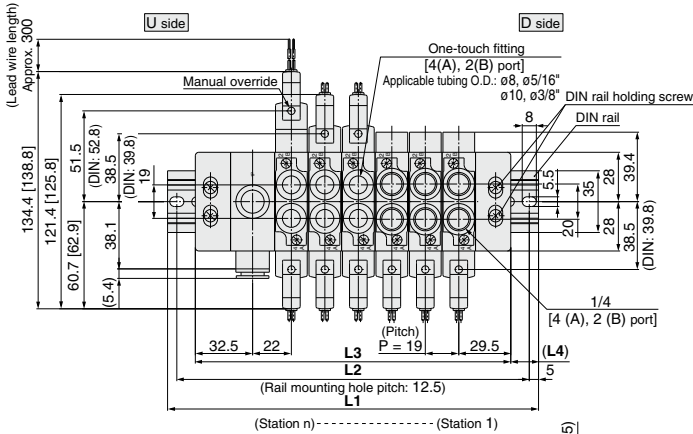 U side
D side
(Lead wire length)
Approx. 300
Manual override
One-touch fitting
[4(A), 2(B) port]
Applicable tubing O.D.: ø8, ø5/16"
ø10, ø3/8"
DIN rail holding screw
8
DIN rail
134.4 [138.8]
121.4 [125.8]
60.7 [62.9]
51.5
(DIN: 52.8)
38.5
(DIN: 39.8)
19
38.1
(5.4)
5.5
35
20
28
28
39.4
38.5
(DIN: 39.8)
1/4
[4 (A), 2 (B) port]
32.5
22
(Pitch)
P = 19
29.5
L3
(L4)
L2
5
(Rail mounting hole pitch: 12.5)
L1
(Station n)----------(Station 1)
5)